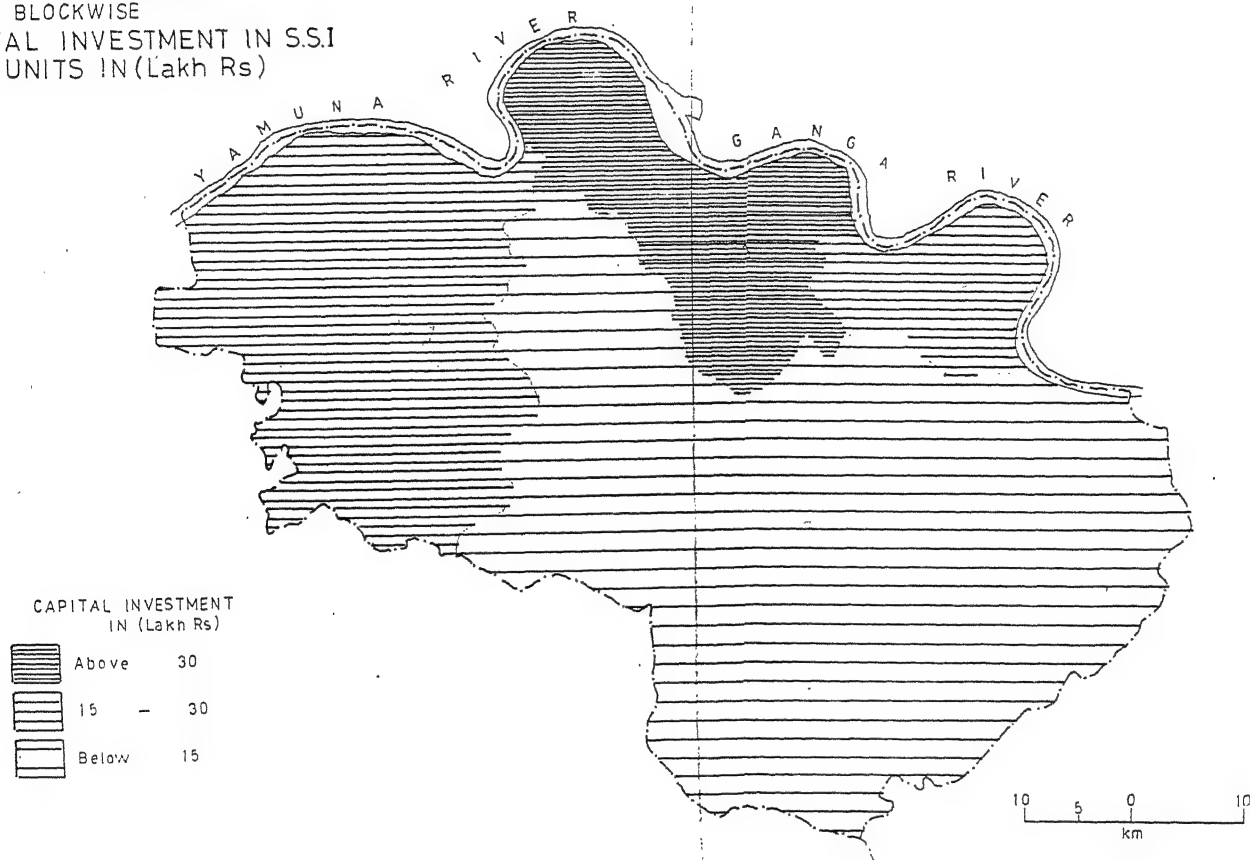 BLOCKWISE
AL INVESTMENT IN S.S.I
UNITS IN (Lakh Rs)
YAMUNA RIVER
GANGA RIVER
CAPITAL INVESTMENT
IN (Lakh Rs)
Above 30
15 – 30
Below 15
10 5 0 10
km